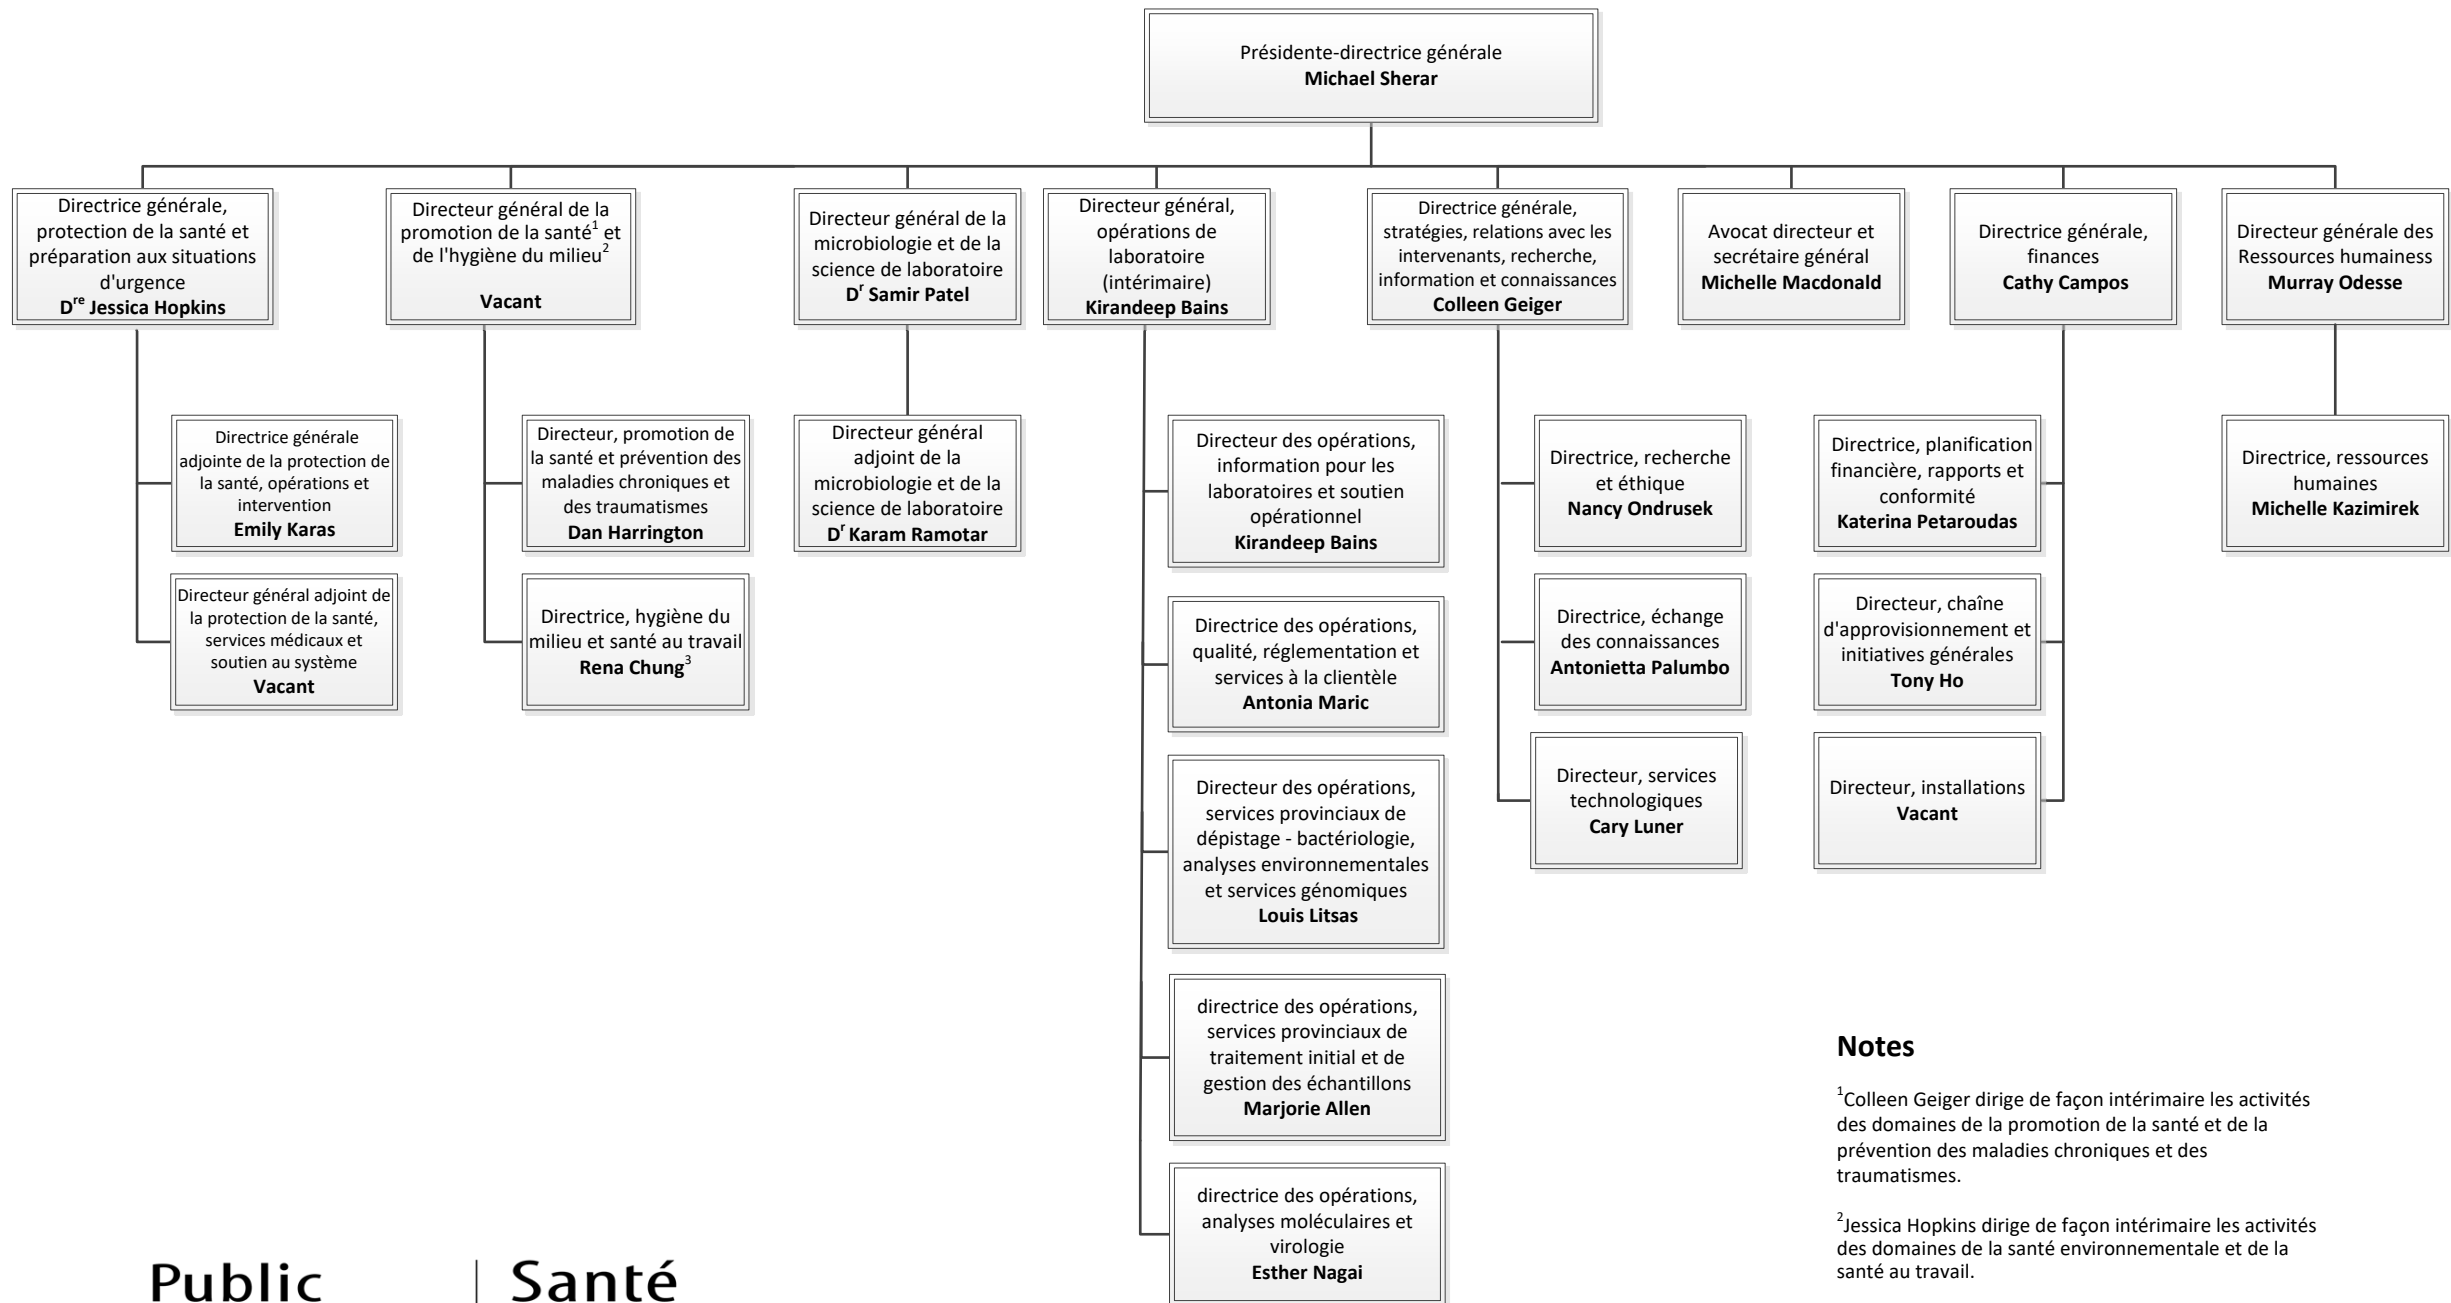 Présidente-directrice générale
Michael Sherar
Directrice générale,
protection de la santé et
préparation aux situations
d'urgence
Dʳᵉ Jessica Hopkins
Directeur général de la
promotion de la santé¹ et
de l'hygiène du milieu²
Vacant
Directeur général de la
microbiologie et de la
science de laboratoire
Dʳ Samir Patel
Directeur général,
opérations de
laboratoire
(intérimaire)
Kirandeep Bains
Directrice générale,
stratégies, relations avec les
intervenants, recherche,
information et connaissances
Colleen Geiger
Avocat directeur et
secrétaire général
Michelle Macdonald
Directrice générale,
finances
Cathy Campos
Directeur générale des
Ressources humainess
Murray Odesse
Directrice générale
adjointe de la protection de
la santé, opérations et
intervention
Emily Karas
Directeur général adjoint de
la protection de la santé,
services médicaux et
soutien au système
Vacant
Directeur, promotion de
la santé et prévention des
maladies chroniques et
des traumatismes
Dan Harrington
Directrice, hygiène du
milieu et santé au travail
Rena Chung³
Directeur général
adjoint de la
microbiologie et de la
science de laboratoire
Dʳ Karam Ramotar
Directeur des opérations,
information pour les
laboratoires et soutien
opérationnel
Kirandeep Bains
Directrice des opérations,
qualité, réglementation et
services à la clientèle
Antonia Maric
Directeur des opérations,
services provinciaux de
dépistage - bactériologie,
analyses environnementales
et services génomiques
Louis Litsas
directrice des opérations,
services provinciaux de
traitement initial et de
gestion des échantillons
Marjorie Allen
directrice des opérations,
analyses moléculaires et
virologie
Esther Nagai
Directrice, recherche
et éthique
Nancy Ondrusek
Directrice, échange
des connaissances
Antonietta Palumbo
Directeur, services
technologiques
Cary Luner
Directrice, planification
financière, rapports et
conformité
Katerina Petaroudas
Directeur, chaîne
d'approvisionnement et
initiatives générales
Tony Ho
Directeur, installations
Vacant
Directrice, ressources
humaines
Michelle Kazimirek
Notes
¹Colleen Geiger dirige de façon intérimaire les activités
des domaines de la promotion de la santé et de la
prévention des maladies chroniques et des
traumatismes.
²Jessica Hopkins dirige de façon intérimaire les activités
des domaines de la santé environnementale et de la
santé au travail.
Public
Santé